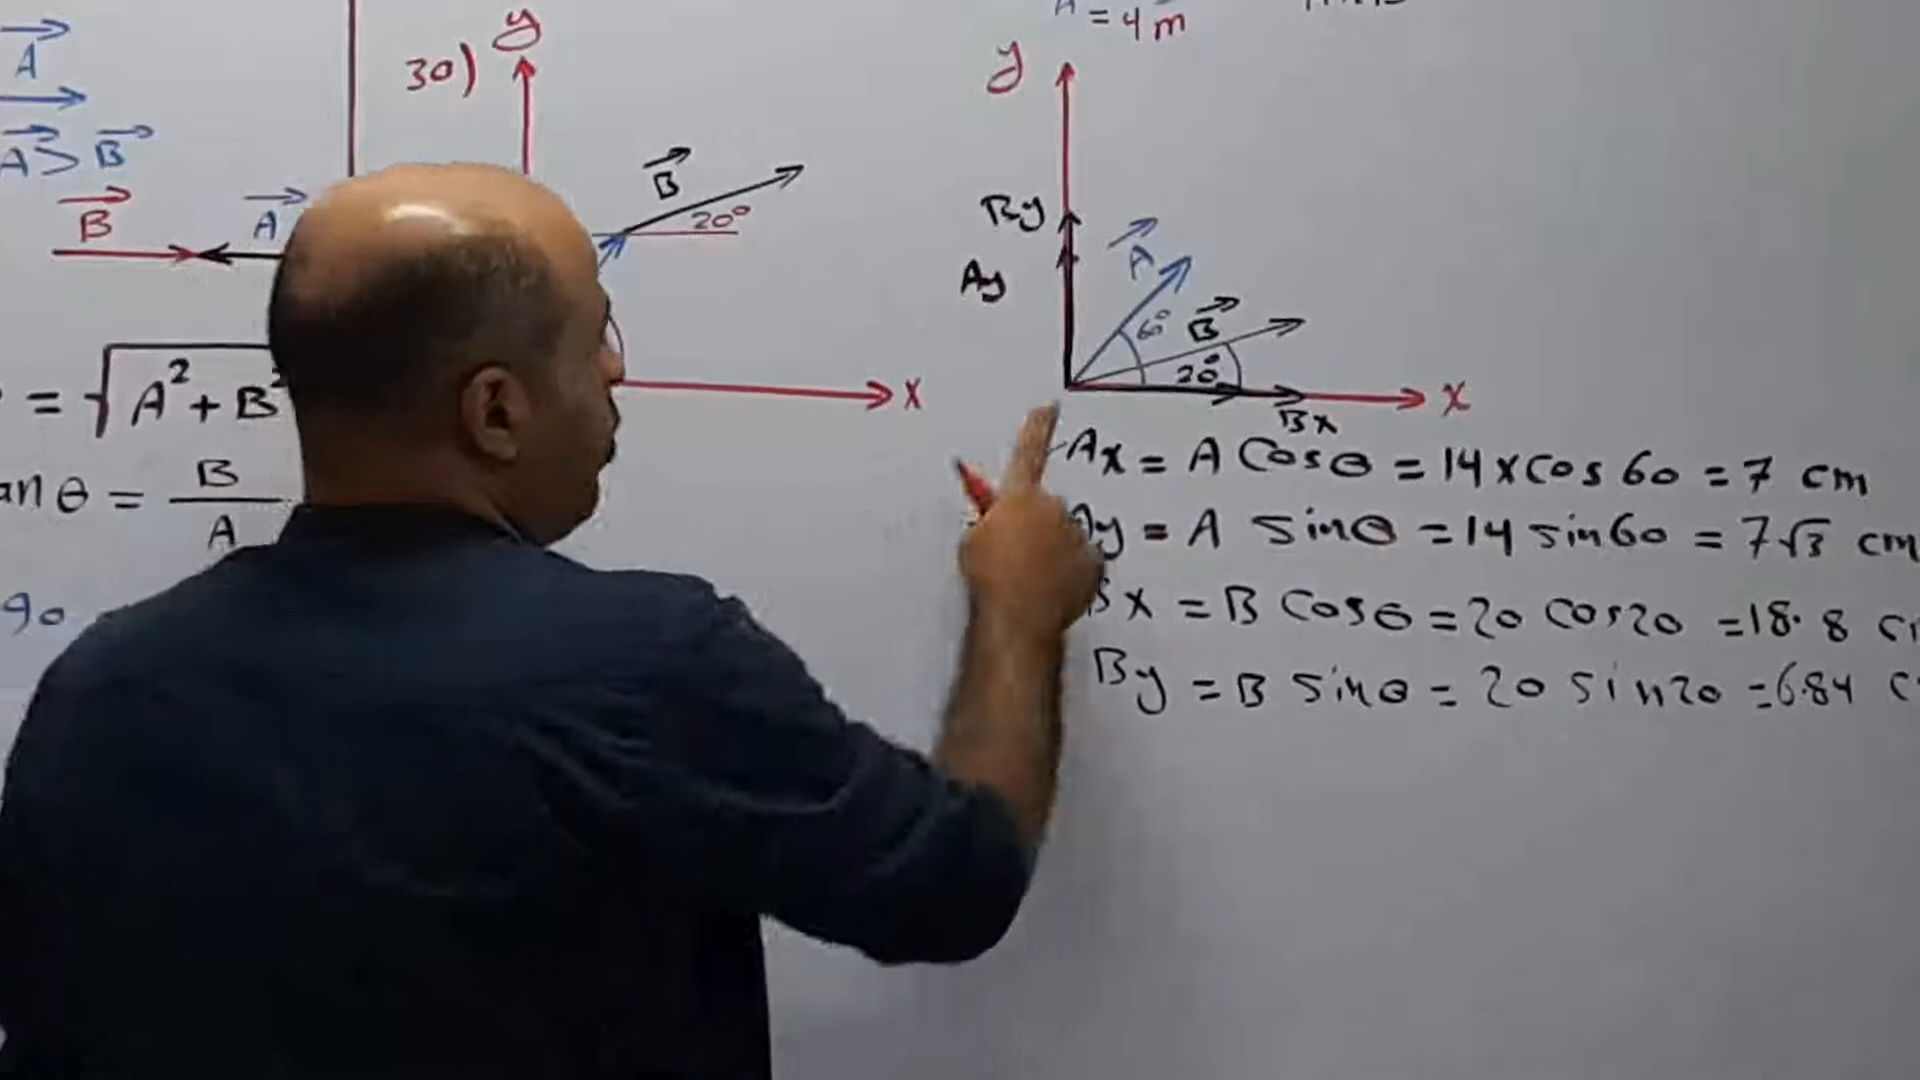 A
A > B
B A
= √A² + B²
an θ = B / A
90
30) y
B
20°
x
= 4 m
y
By
Ay
A
60°
B
20°
x
Bx
Ax = A Cos θ = 14 x cos 60 = 7 cm
Ay = A sin θ = 14 sin 60 = 7√3 cm
Bx = B Cos θ = 20 cos 20 = 18.8 c
By = B sin θ = 20 sin 20 = 6.84 c